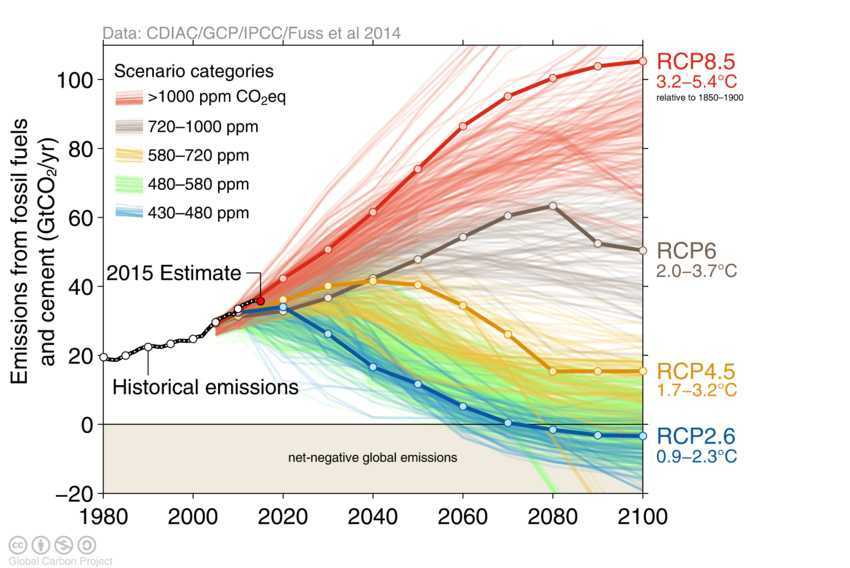 Data: CDIAC/GCP/IPCC/Fuss et al 2014
Emissions from fossil fuels
and cement (GtCO₂/yr)
100
80
60
40
20
0
−20
Scenario categories
>1000 ppm CO₂eq
720–1000 ppm
580–720 ppm
480–580 ppm
430–480 ppm
2015 Estimate
Historical emissions
net-negative global emissions
RCP8.5
3.2–5.4°C
relative to 1850–1900
RCP6
2.0–3.7°C
RCP4.5
1.7–3.2°C
RCP2.6
0.9–2.3°C
1980 2000 2020 2040 2060 2080 2100
Global Carbon Project